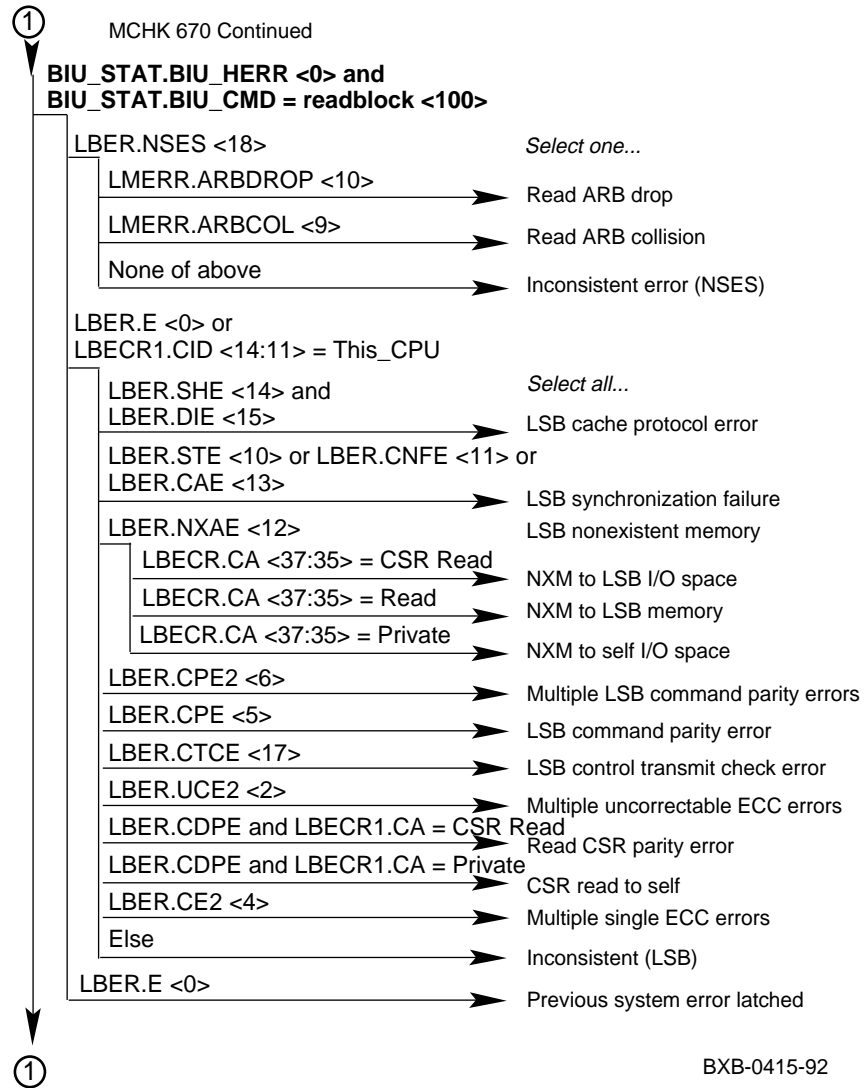 1
MCHK 670 Continued
BIU_STAT.BIU_HERR <0> and
BIU_STAT.BIU_CMD = readblock <100>
LBER.NSES <18>
Select one...
LMERR.ARBDROP <10>
Read ARB drop
LMERR.ARBCOL <9>
Read ARB collision
None of above
Inconsistent error (NSES)
LBER.E <0> or
LBECR1.CID <14:11> = This_CPU
Select all...
LBER.SHE <14> and
LBER.DIE <15>
LSB cache protocol error
LBER.STE <10> or LBER.CNFE <11> or
LBER.CAE <13>
LSB synchronization failure
LBER.NXAE <12>
LSB nonexistent memory
LBECR.CA <37:35> = CSR Read
NXM to LSB I/O space
LBECR.CA <37:35> = Read
NXM to LSB memory
LBECR.CA <37:35> = Private
NXM to self I/O space
LBER.CPE2 <6>
Multiple LSB command parity errors
LBER.CPE <5>
LSB command parity error
LBER.CTCE <17>
LSB control transmit check error
LBER.UCE2 <2>
Multiple uncorrectable ECC errors
LBER.CDPE and LBECR1.CA = CSR Read
Read CSR parity error
LBER.CDPE and LBECR1.CA = Private
CSR read to self
LBER.CE2 <4>
Multiple single ECC errors
Else
Inconsistent (LSB)
LBER.E <0>
Previous system error latched
1
BXB-0415-92